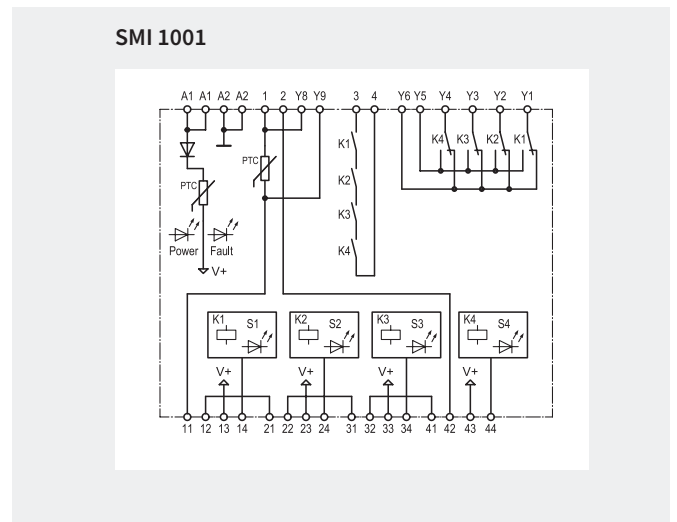 SMI 1001
A1 A1 A2 A2 1 2 Y8 Y9 3 4 Y6 Y5 Y4 Y3 Y2 Y1
K1 K4 K3 K2 K1
PTC
K2
PTC
K3
K4
Power Fault
V+
K1 S1 K2 S2 K3 S3 K4 S4
V+ V+ V+ V+
11 12 13 14 21 22 23 24 31 32 33 34 41 42 43 44